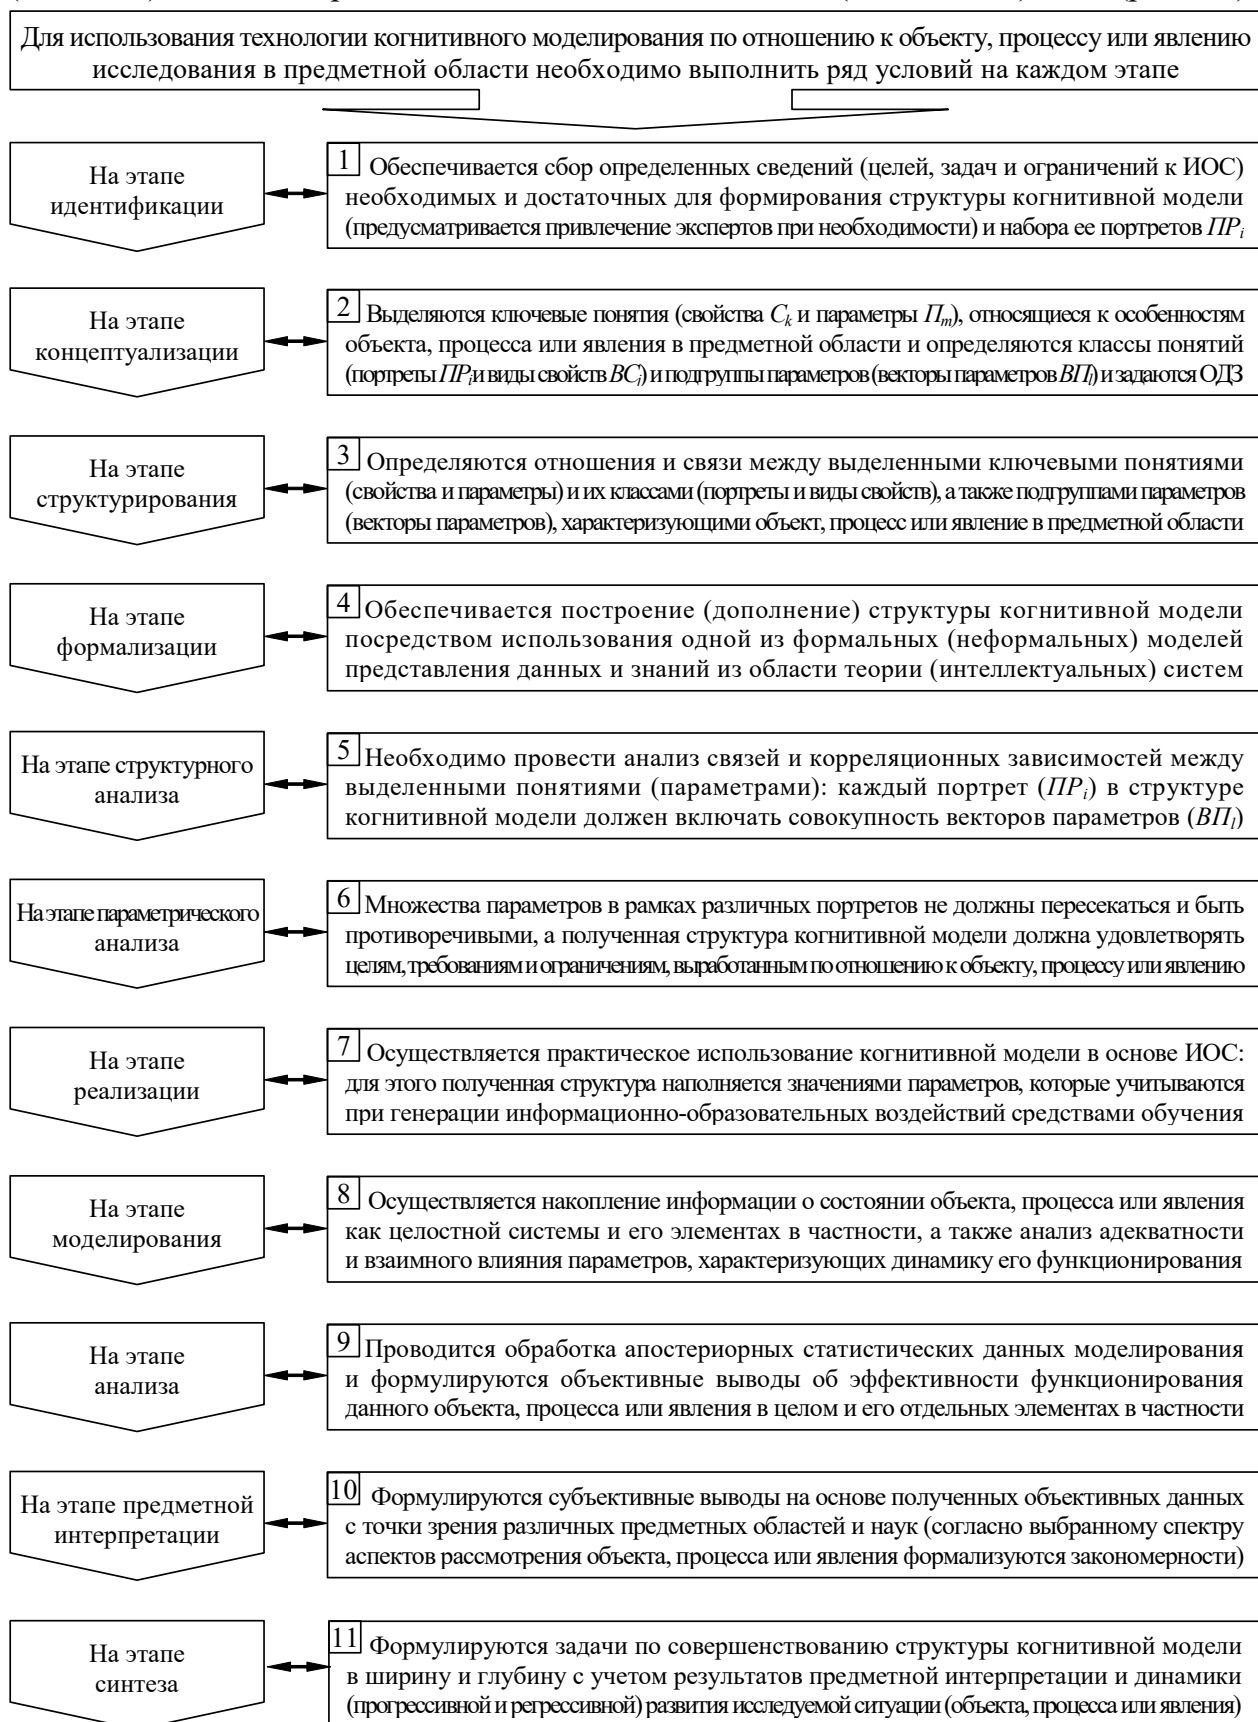 Для использования технологии когнитивного моделирования по отношению к объекту, процессу или явлению
исследования в предметной области необходимо выполнить ряд условий на каждом этапе
На этапе
идентификации
1 Обеспечивается сбор определенных сведений (целей, задач и ограничений к ИОС)
необходимых и достаточных для формирования структуры когнитивной модели
(предусматривается привлечение экспертов при необходимости) и набора ее портретов ПРi
На этапе
концептуализации
2 Выделяются ключевые понятия (свойства Ck и параметры Пm), относящиеся к особенностям
объекта, процесса или явления в предметной области и определяются классы понятий
(портреты ПРi и виды свойств ВСj) и подгруппы параметров (векторы параметров ВПl) и задаются ОДЗ
На этапе
структурирования
3 Определяются отношения и связи между выделенными ключевыми понятиями
(свойства и параметры) и их классами (портреты и виды свойств), а также подгруппами параметров
(векторы параметров), характеризующими объект, процесс или явление в предметной области
На этапе
формализации
4 Обеспечивается построение (дополнение) структуры когнитивной модели
посредством использования одной из формальных (неформальных) моделей
представления данных и знаний из области теории (интеллектуальных) систем
На этапе структурного
анализа
5 Необходимо провести анализ связей и корреляционных зависимостей между
выделенными понятиями (параметрами): каждый портрет (ПРi) в структуре
когнитивной модели должен включать совокупность векторов параметров (ВПl)
На этапе параметрического
анализа
6 Множества параметров в рамках различных портретов не должны пересекаться и быть
противоречивыми, а полученная структура когнитивной модели должна удовлетворять
целям, требованиям и ограничениям, выработанным по отношению к объекту, процессу или явлению
На этапе
реализации
7 Осуществляется практическое использование когнитивной модели в основе ИОС:
для этого полученная структура наполняется значениями параметров, которые учитываются
при генерации информационно-образовательных воздействий средствами обучения
На этапе
моделирования
8 Осуществляется накопление информации о состоянии объекта, процесса или явления
как целостной системы и его элементах в частности, а также анализ адекватности
и взаимного влияния параметров, характеризующих динамику его функционирования
На этапе
анализа
9 Проводится обработка апостериорных статистических данных моделирования
и формулируются объективные выводы об эффективности функционирования
данного объекта, процесса или явления в целом и его отдельных элементах в частности
На этапе предметной
интерпретации
10 Формулируются субъективные выводы на основе полученных объективных данных
с точки зрения различных предметных областей и наук (согласно выбранному спектру
аспектов рассмотрения объекта, процесса или явления формализуются закономерности)
На этапе
синтеза
11 Формулируются задачи по совершенствованию структуры когнитивной модели
в ширину и глубину с учетом результатов предметной интерпретации и динамики
(прогрессивной и регрессивной) развития исследуемой ситуации (объекта, процесса или явления)